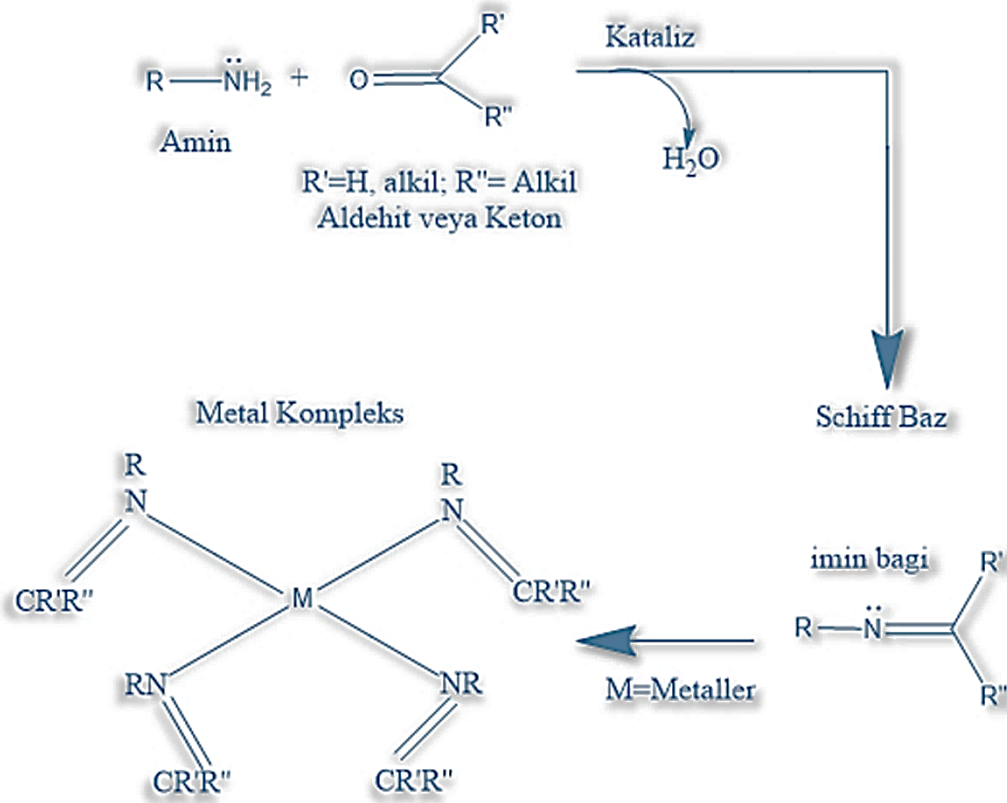 Kataliz
R—N̈H₂ + O=R'
R"
Amin
H₂O
R'=H, alkil; R"= Alkil
Aldehit veya Keton
Metal Kompleks
Schiff Baz
R
R
N
N
imin bagi
R'
CR'R"
CR'R"
M
R—N̈=
RN
NR
M=Metaller
R"
CR'R"
CR'R"